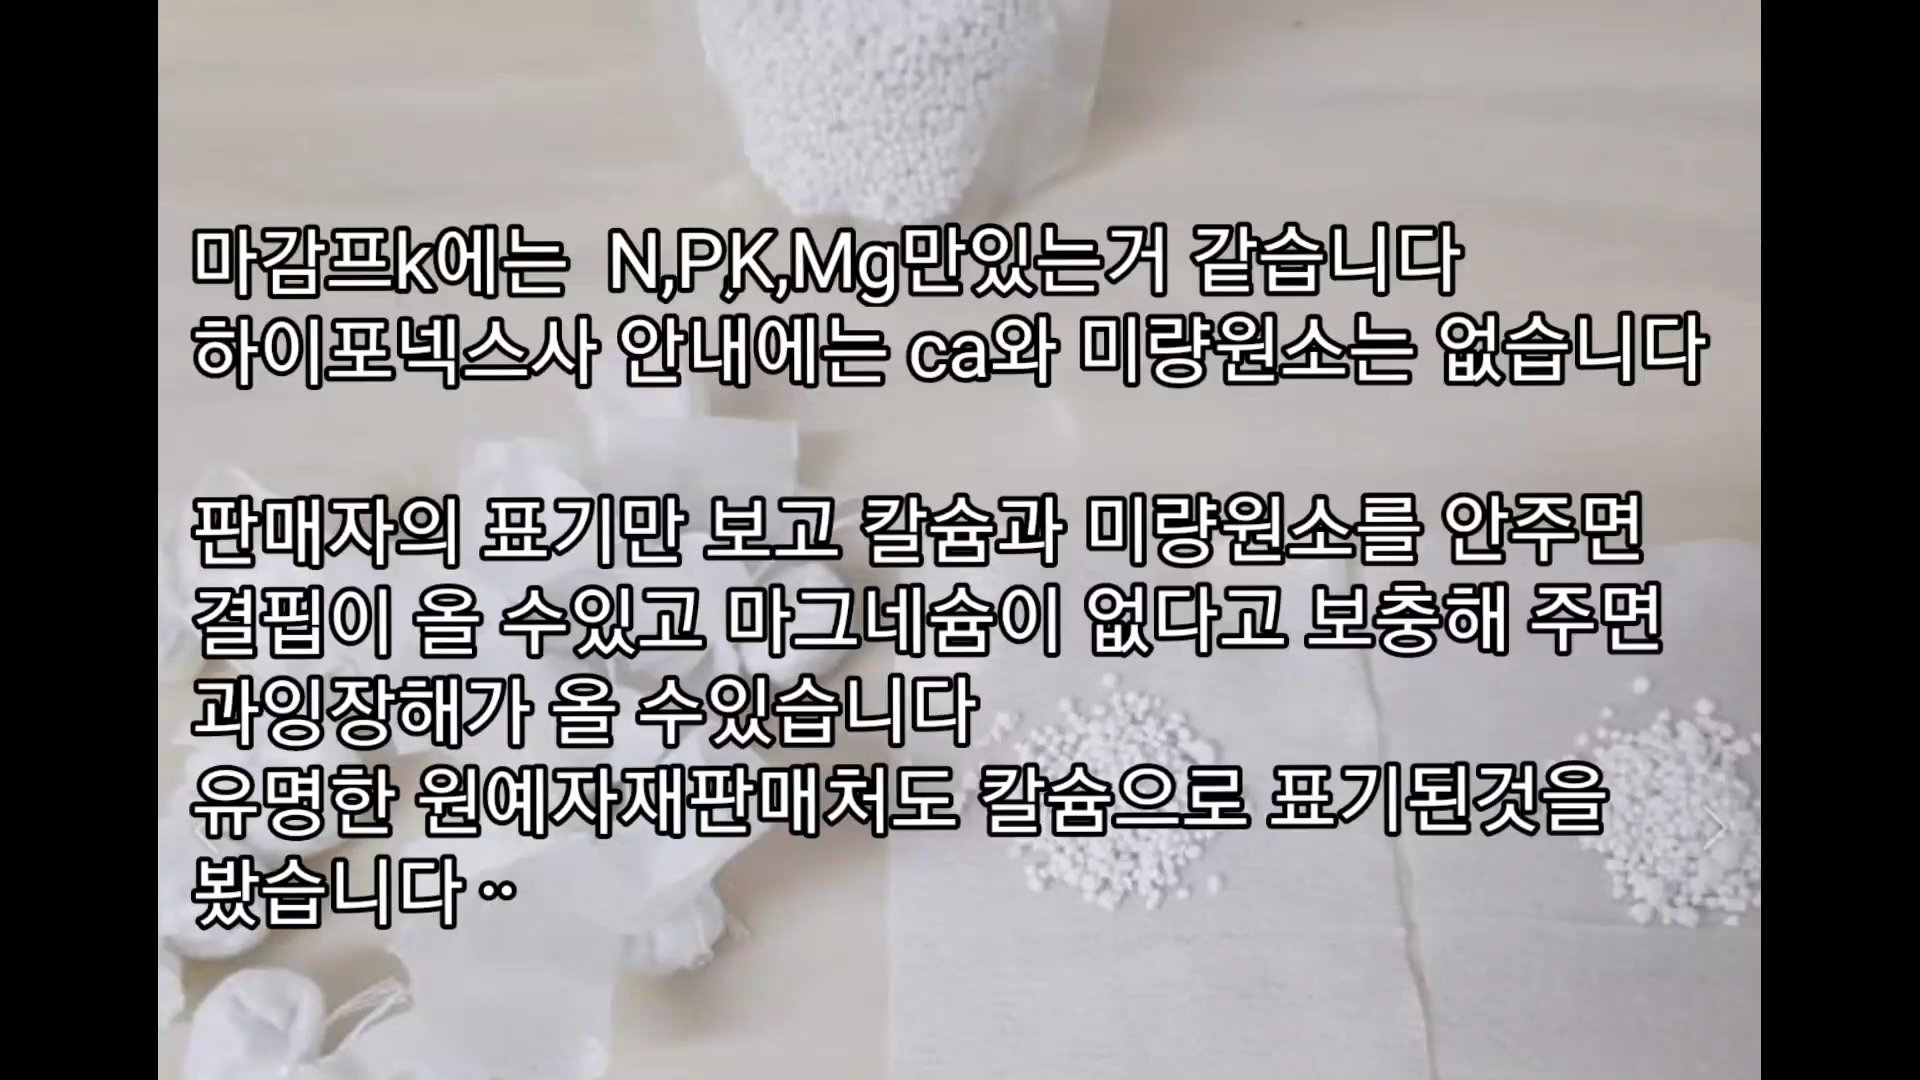 마감프k에는 N,P,K,Mg만있는거 같습니다
하이포넥스사 안내에는 ca와 미량원소는 없습니다
판매자의 표기만 보고 칼슘과 미량원소를 안주면
결핍이 올 수있고 마그네슘이 없다고 보충해 주면
과잉장해가 올 수있습니다
유명한 원예자재판매처도 칼슘으로 표기된것을
봤습니다··